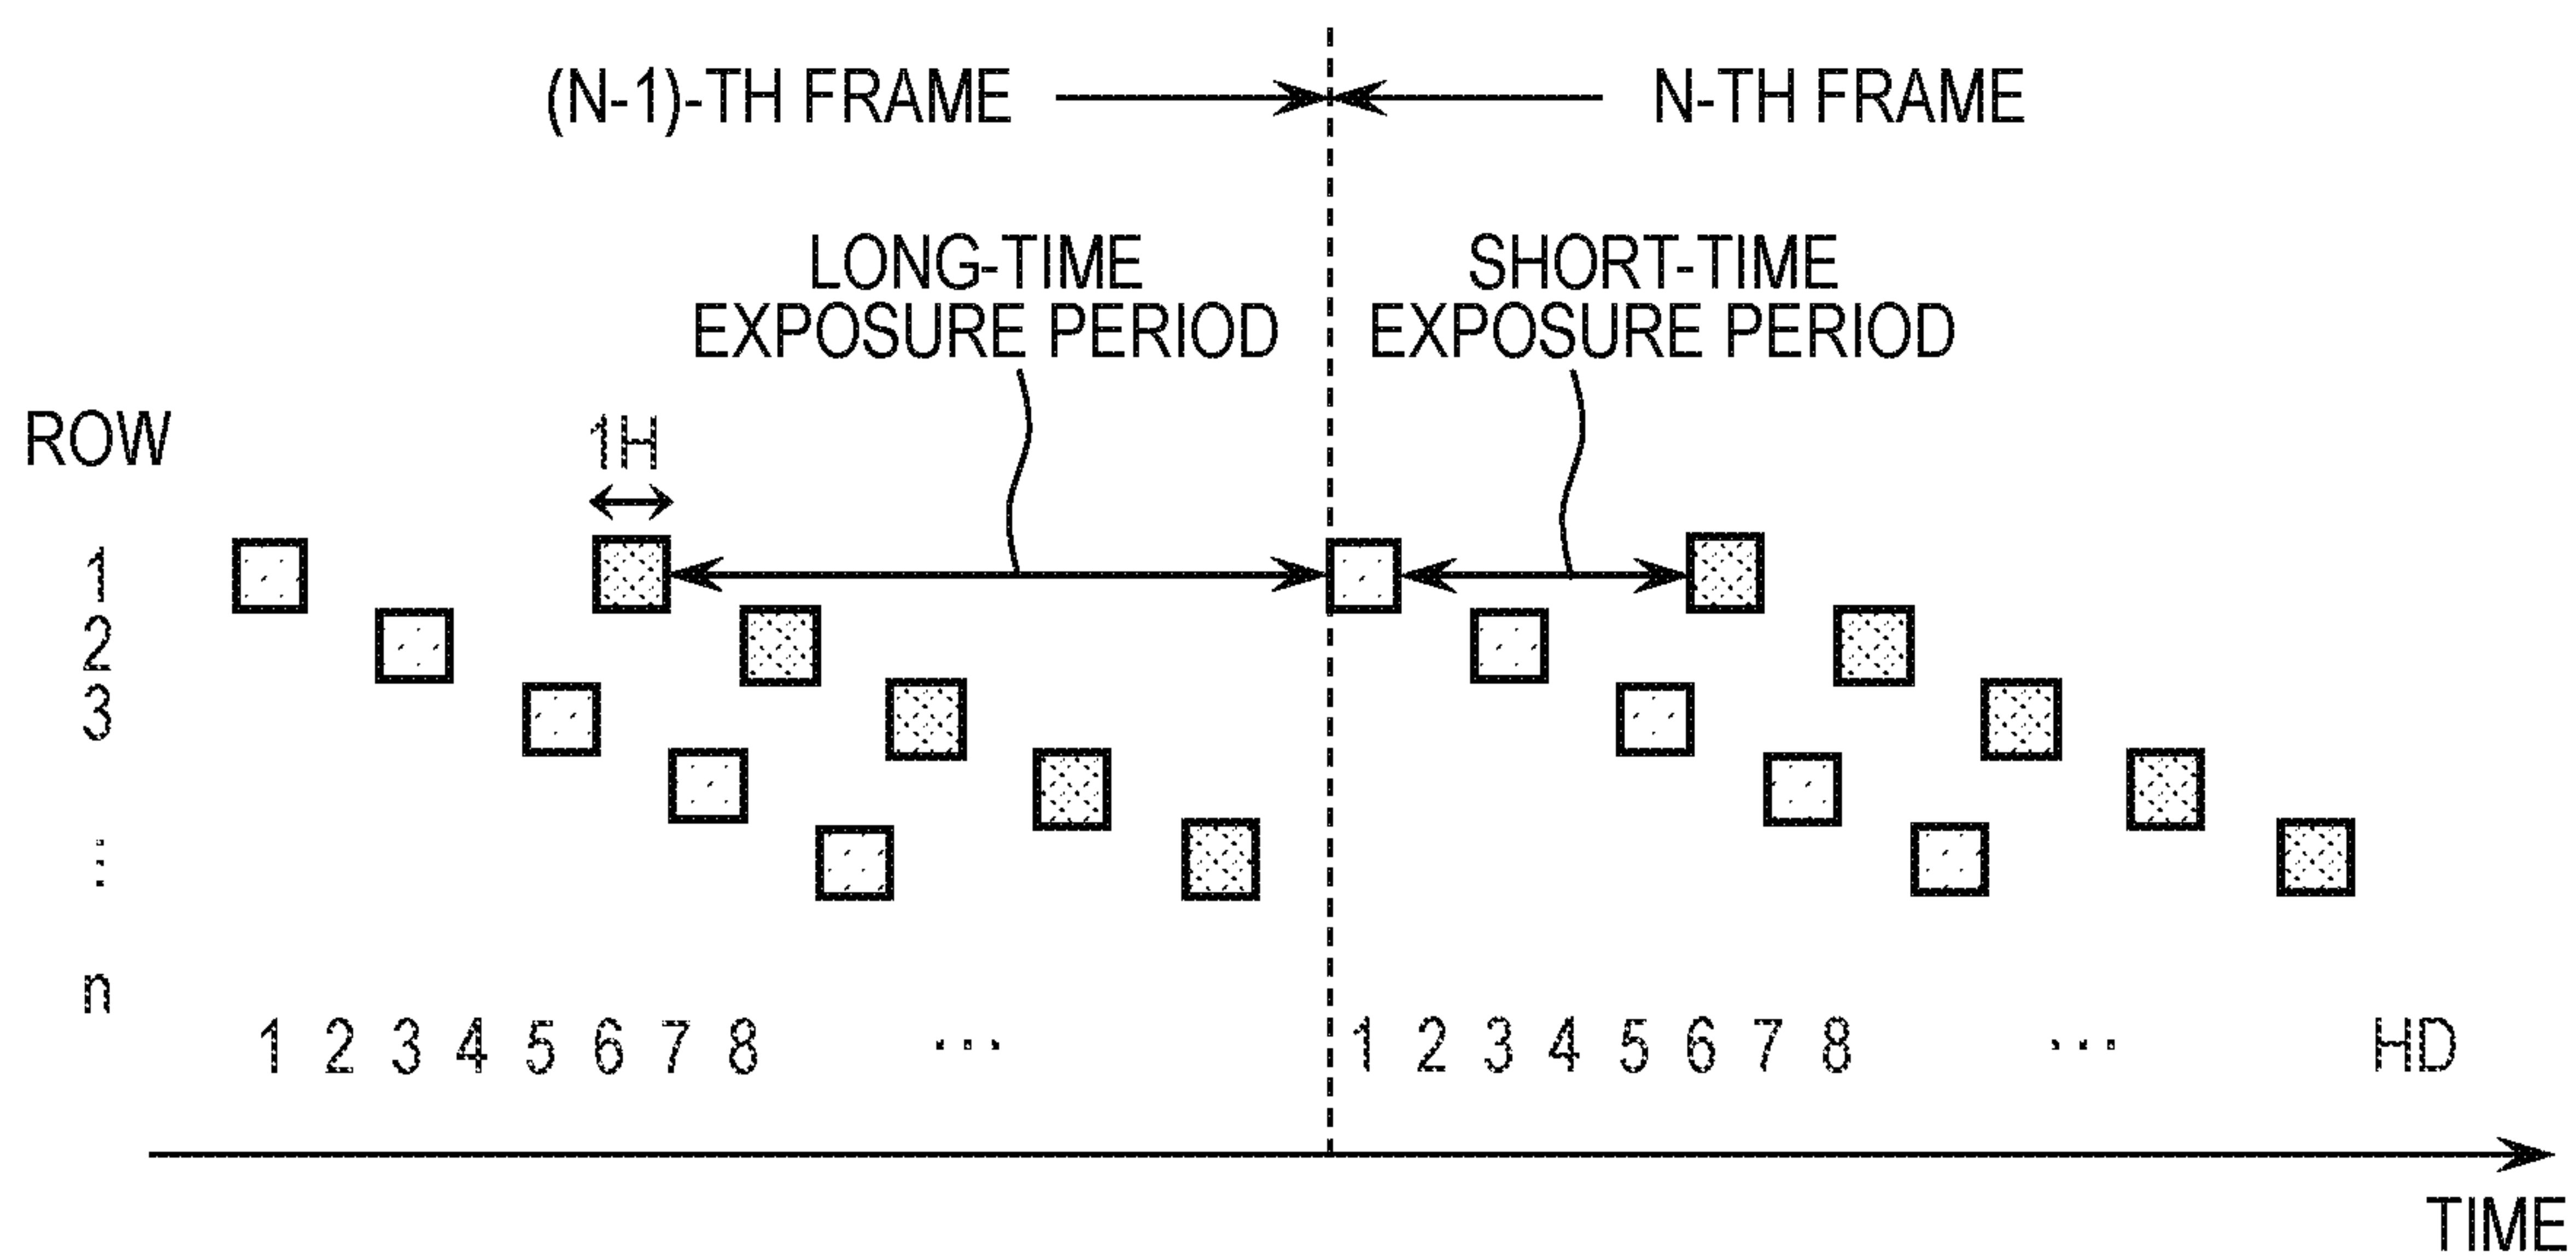 (N-1)-TH FRAME N-TH FRAME
LONG-TIME
EXPOSURE PERIOD
SHORT-TIME
EXPOSURE PERIOD
ROW
1H
1
2
3
⋮
n
1 2 3 4 5 6 7 8 ... 1 2 3 4 5 6 7 8 ... HD
TIME